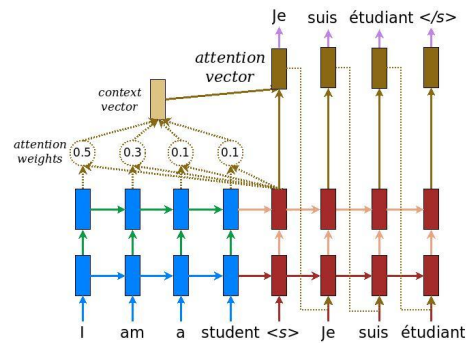 Je suis étudiant </s>
attention
vector
context
vector
attention
weights
0.5 0.3 0.1 0.1
I am a student <s> Je suis étudiant